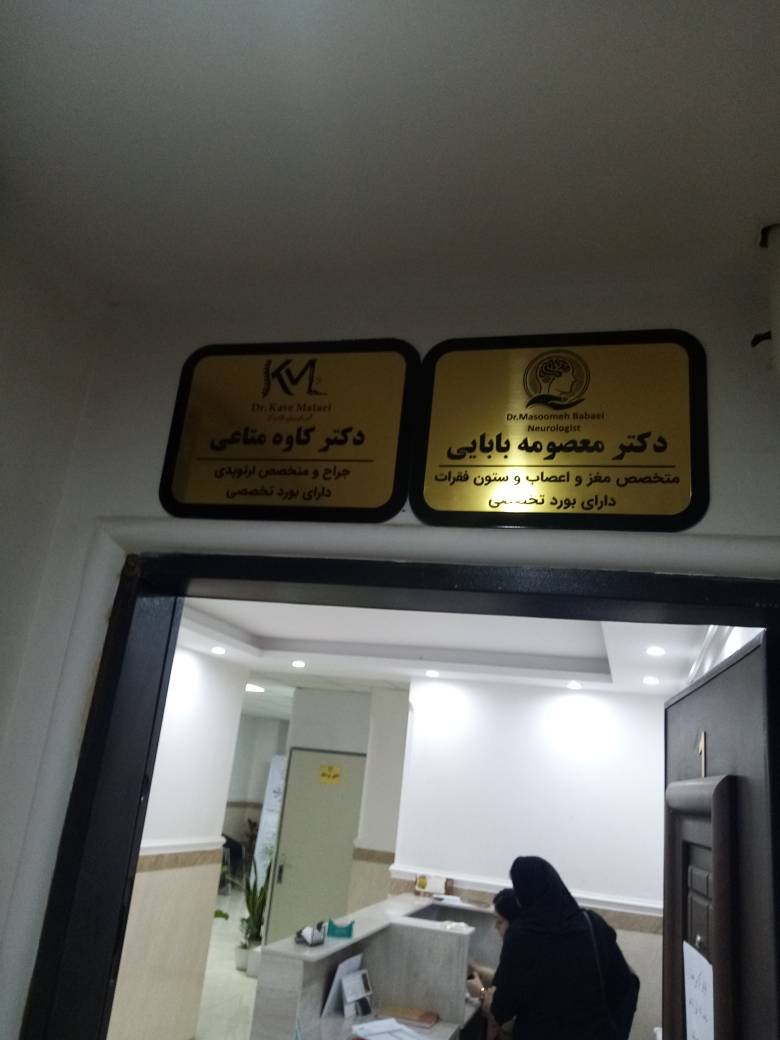 KM
Dr. Kave Mataei
دکتر کاوه متاعی
جراح و متخصص ارتوپدی
دارای بورد تخصصی
Dr.Masoomeh Babaei
Neurologist
دکتر معصومه بابایی
متخصص مغز و اعصاب و ستون فقرات
دارای بورد تخصصی
1